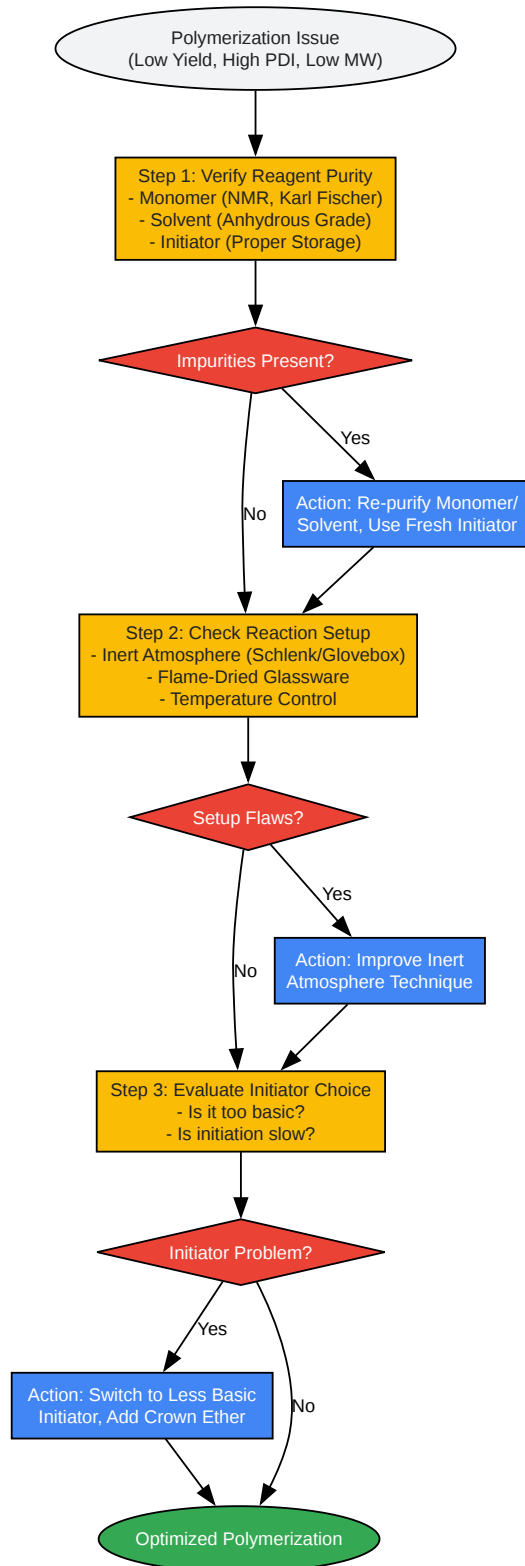 Polymerization Issue
(Low Yield, High PDI, Low MW)
Step 1: Verify Reagent Purity
- Monomer (NMR, Karl Fischer)
- Solvent (Anhydrous Grade)
- Initiator (Proper Storage)
Impurities Present?
Yes
No
Action: Re-purify Monomer/
Solvent, Use Fresh Initiator
Step 2: Check Reaction Setup
- Inert Atmosphere (Schlenk/Glovebox)
- Flame-Dried Glassware
- Temperature Control
Setup Flaws?
Yes
No
Action: Improve Inert
Atmosphere Technique
Step 3: Evaluate Initiator Choice
- Is it too basic?
- Is initiation slow?
Initiator Problem?
Yes
No
Action: Switch to Less Basic
Initiator, Add Crown Ether
Optimized Polymerization